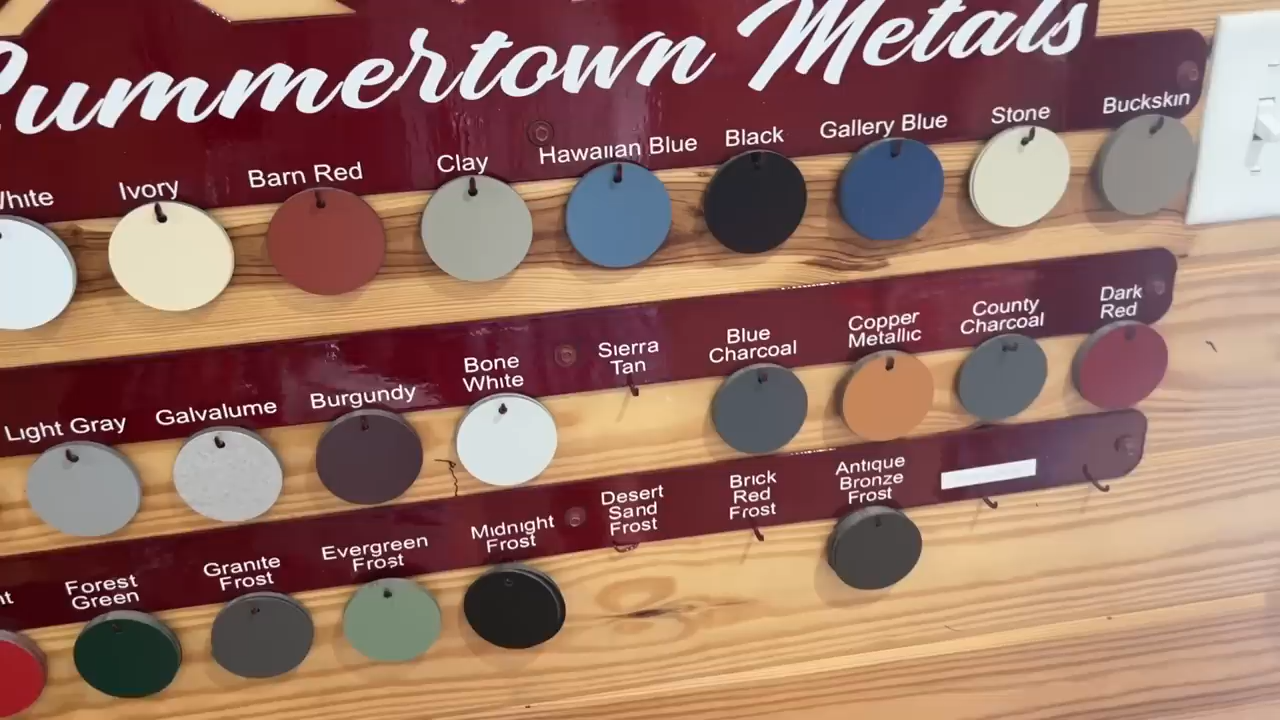 Summertown Metals
White
Ivory
Barn Red
Clay
Hawaiian Blue
Black
Gallery Blue
Stone
Buckskin
Light Gray
Galvalume
Burgundy
Bone
White
Sierra
Tan
Blue
Charcoal
Copper
Metallic
County
Charcoal
Dark
Red
Forest
Green
Granite
Frost
Evergreen
Frost
Midnight
Frost
Desert
Sand
Frost
Brick
Red
Frost
Antique
Bronze
Frost